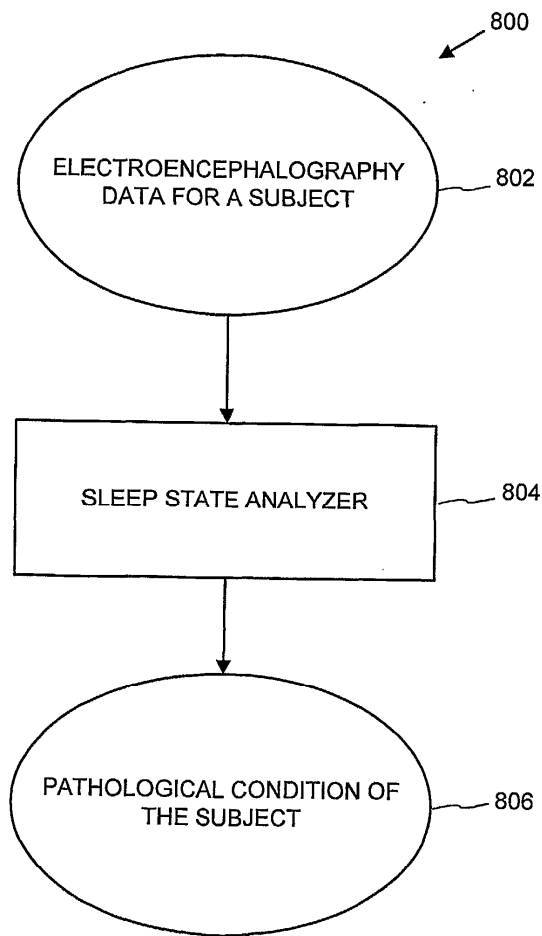 800
ELECTROENCEPHALOGRAPHY
DATA FOR A SUBJECT
802
SLEEP STATE ANALYZER
804
PATHOLOGICAL CONDITION OF
THE SUBJECT
806